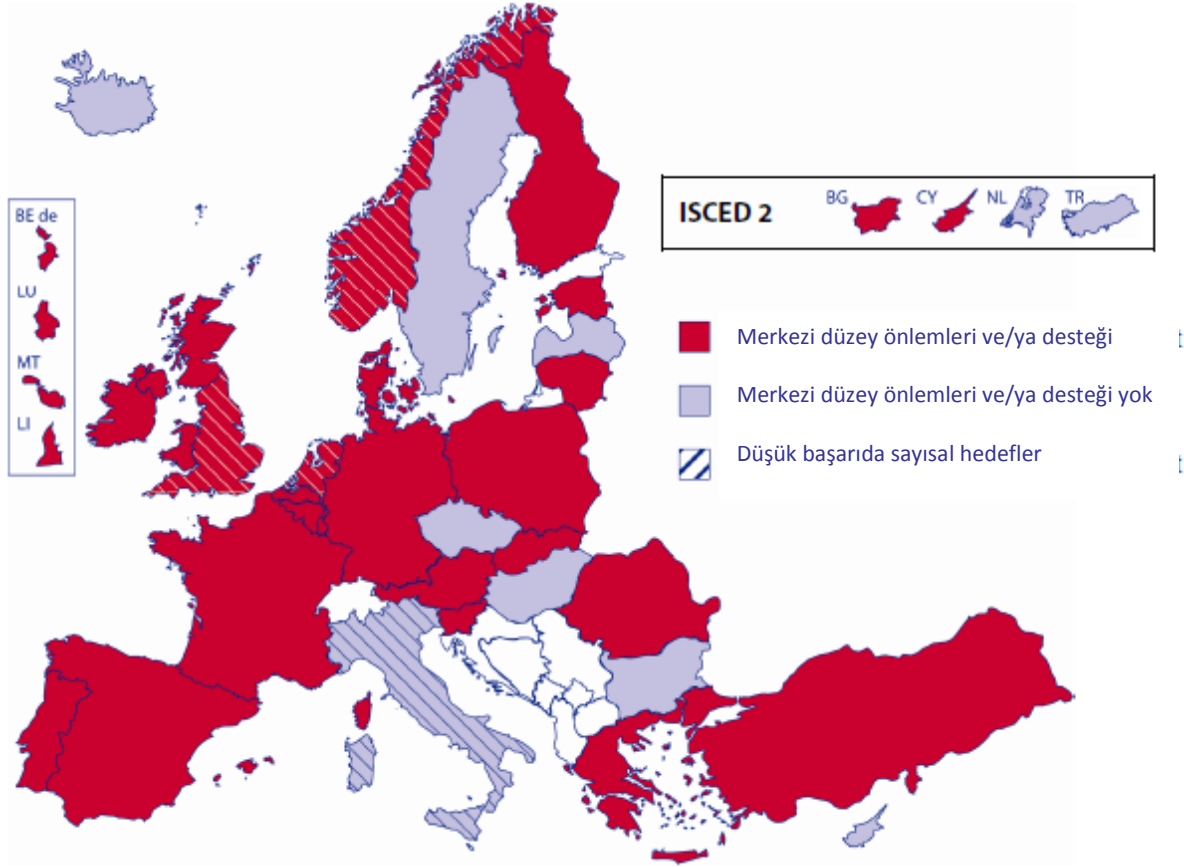 BE de
LU
MT
LI
ISCED 2 BG CY NL TR
Merkezi düzey önlemleri ve/ya desteği
t
Merkezi düzey önlemleri ve/ya desteği yok
Düşük başarıda sayısal hedefler
t